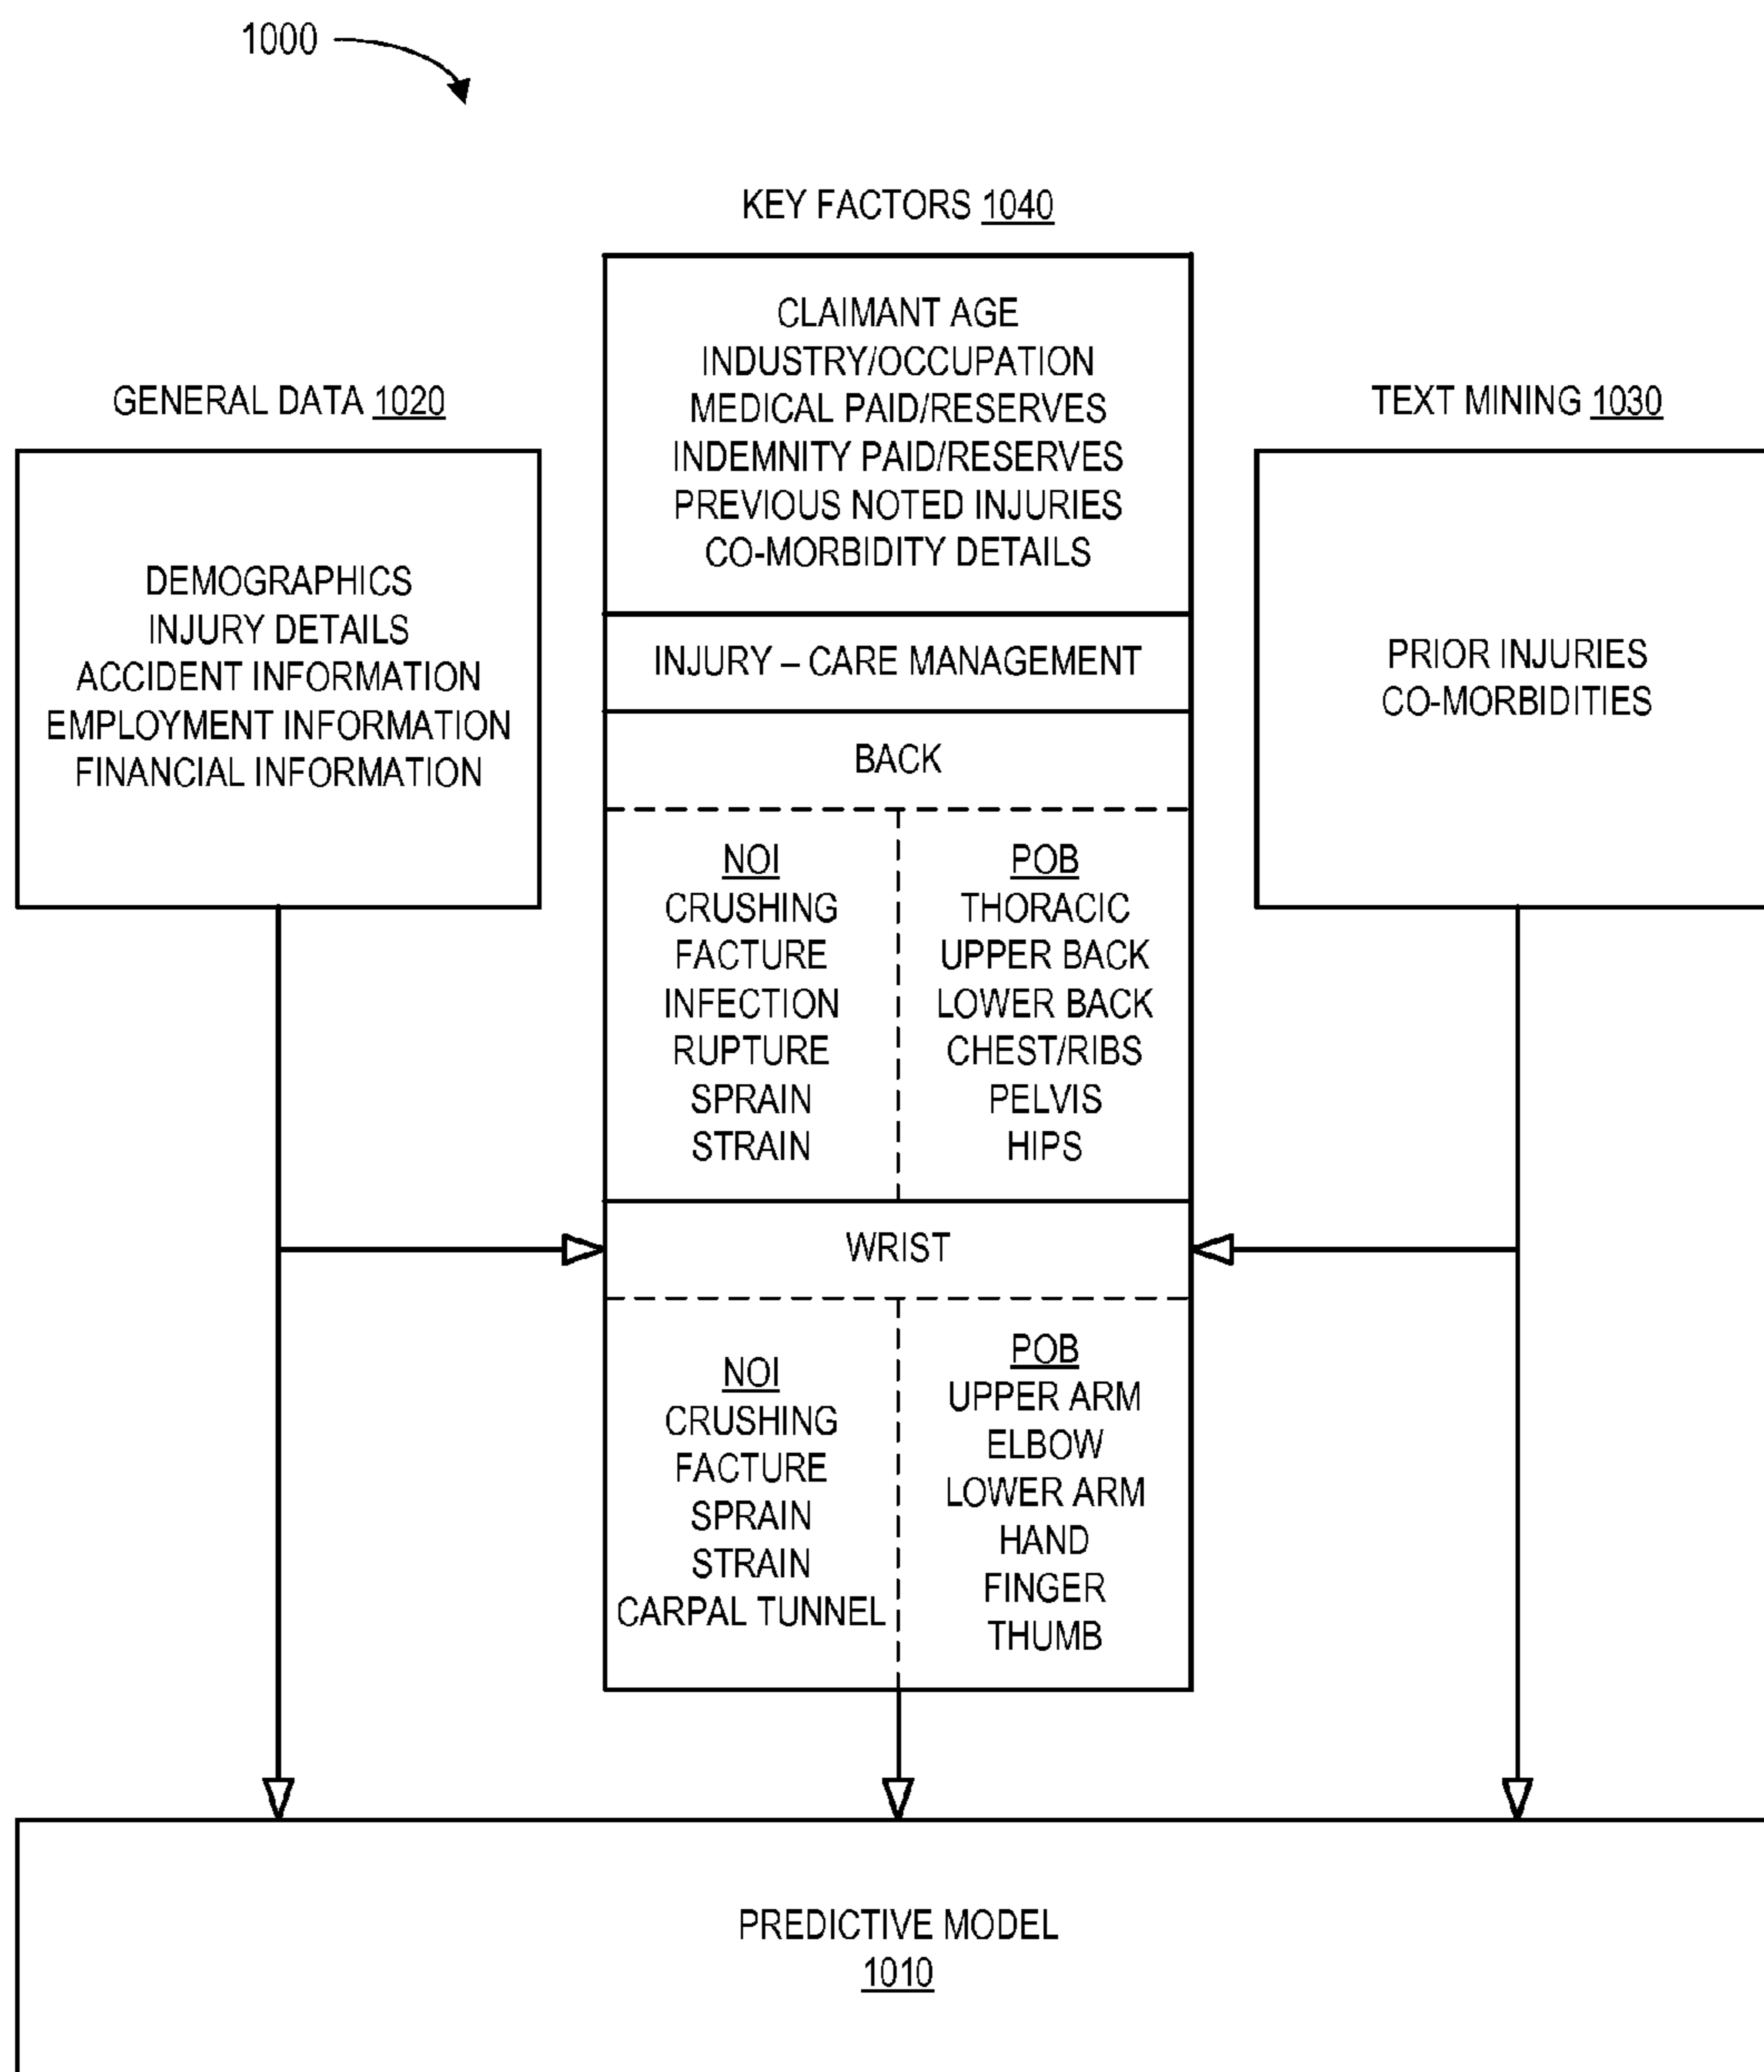 1000
KEY FACTORS 1040
CLAIMANT AGE
INDUSTRY/OCCUPATION
MEDICAL PAID/RESERVES
INDEMNITY PAID/RESERVES
PREVIOUS NOTED INJURIES
CO-MORBIDITY DETAILS
GENERAL DATA 1020
DEMOGRAPHICS
INJURY DETAILS
ACCIDENT INFORMATION
EMPLOYMENT INFORMATION
FINANCIAL INFORMATION
TEXT MINING 1030
PRIOR INJURIES
CO-MORBIDITIES
INJURY – CARE MANAGEMENT
BACK
NOI
CRUSHING
FACTURE
INFECTION
RUPTURE
SPRAIN
STRAIN
POB
THORACIC
UPPER BACK
LOWER BACK
CHEST/RIBS
PELVIS
HIPS
WRIST
NOI
CRUSHING
FACTURE
SPRAIN
STRAIN
CARPAL TUNNEL
POB
UPPER ARM
ELBOW
LOWER ARM
HAND
FINGER
THUMB
PREDICTIVE MODEL
1010